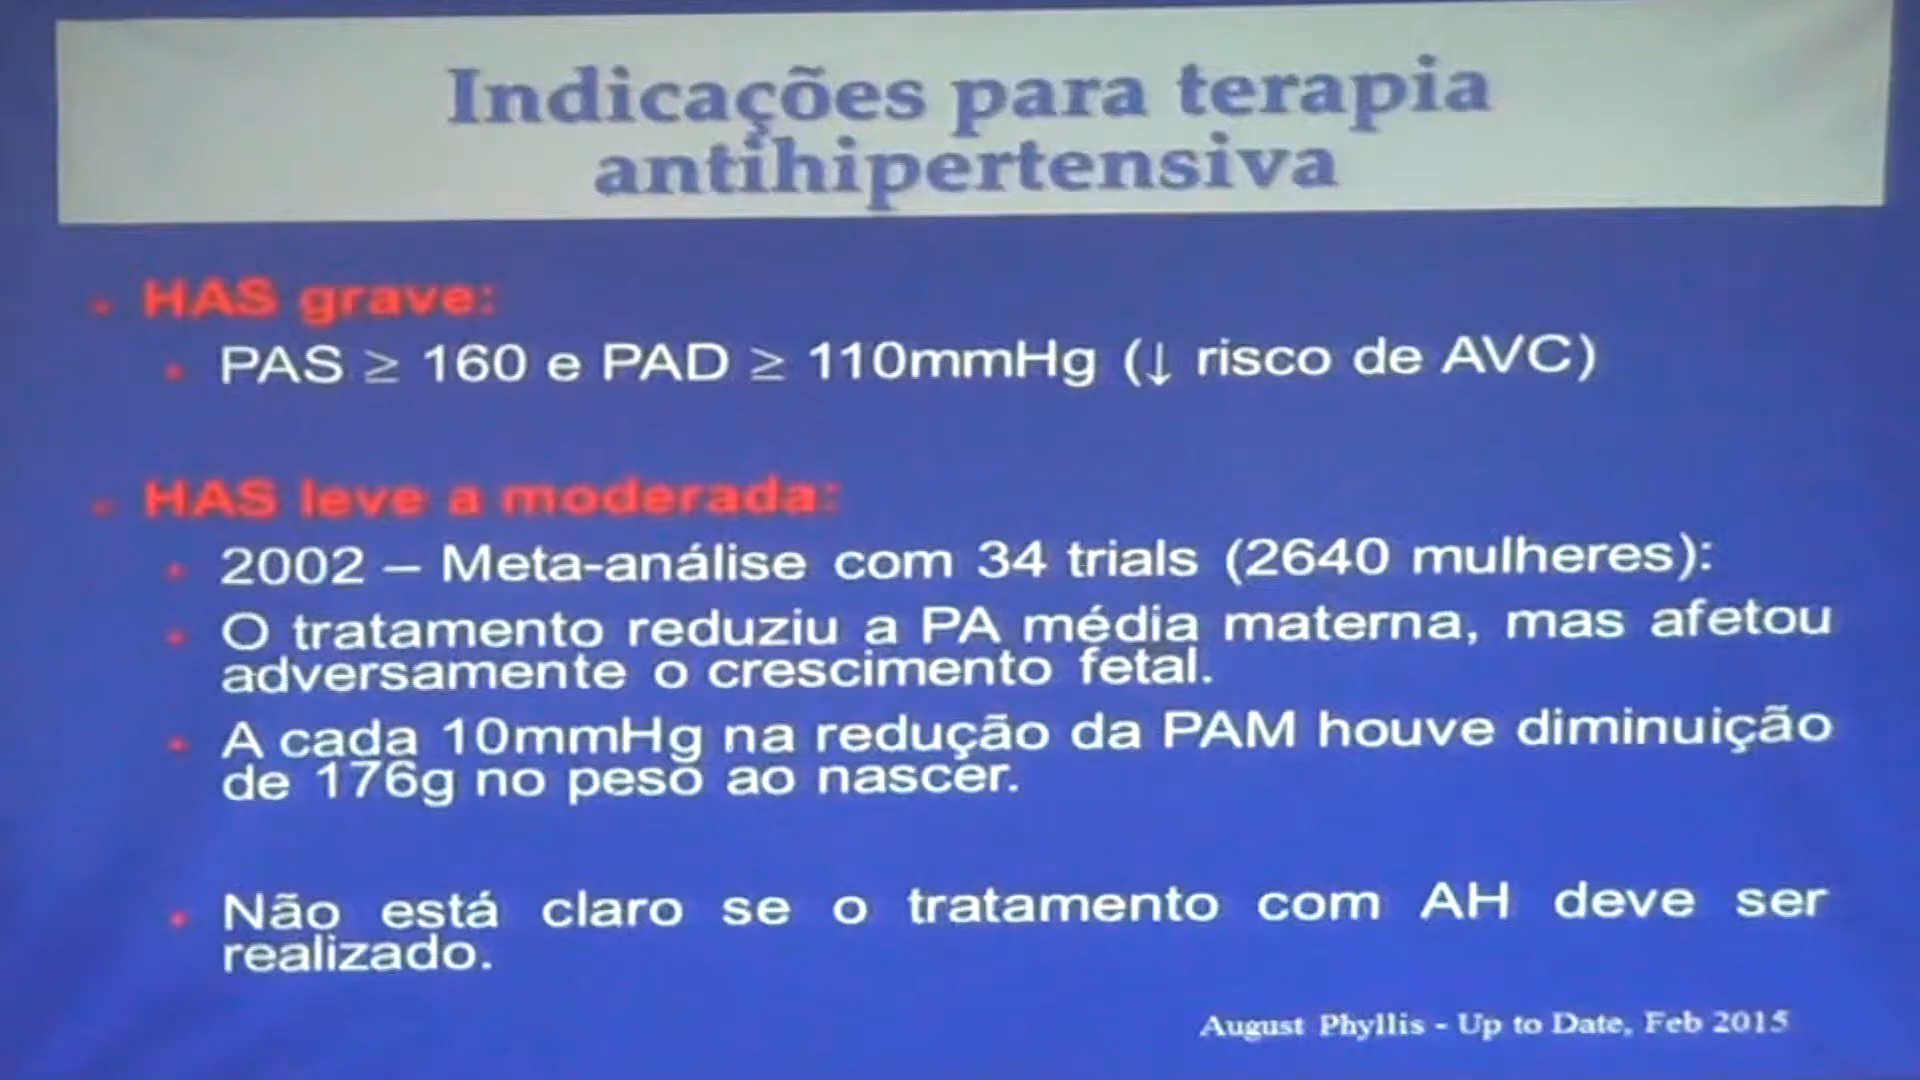 Indicações para terapia
antihipertensiva
HAS grave:
PAS ≥ 160 e PAD ≥ 110mmHg (↓ risco de AVC)
HAS leve a moderada:
2002 – Meta-análise com 34 trials (2640 mulheres):
O tratamento reduziu a PA média materna, mas afetou
adversamente o crescimento fetal.
A cada 10mmHg na redução da PAM houve diminuição
de 176g no peso ao nascer.
Não está claro se o tratamento com AH deve ser
realizado.
August Phyllis - Up to Date, Feb 2015